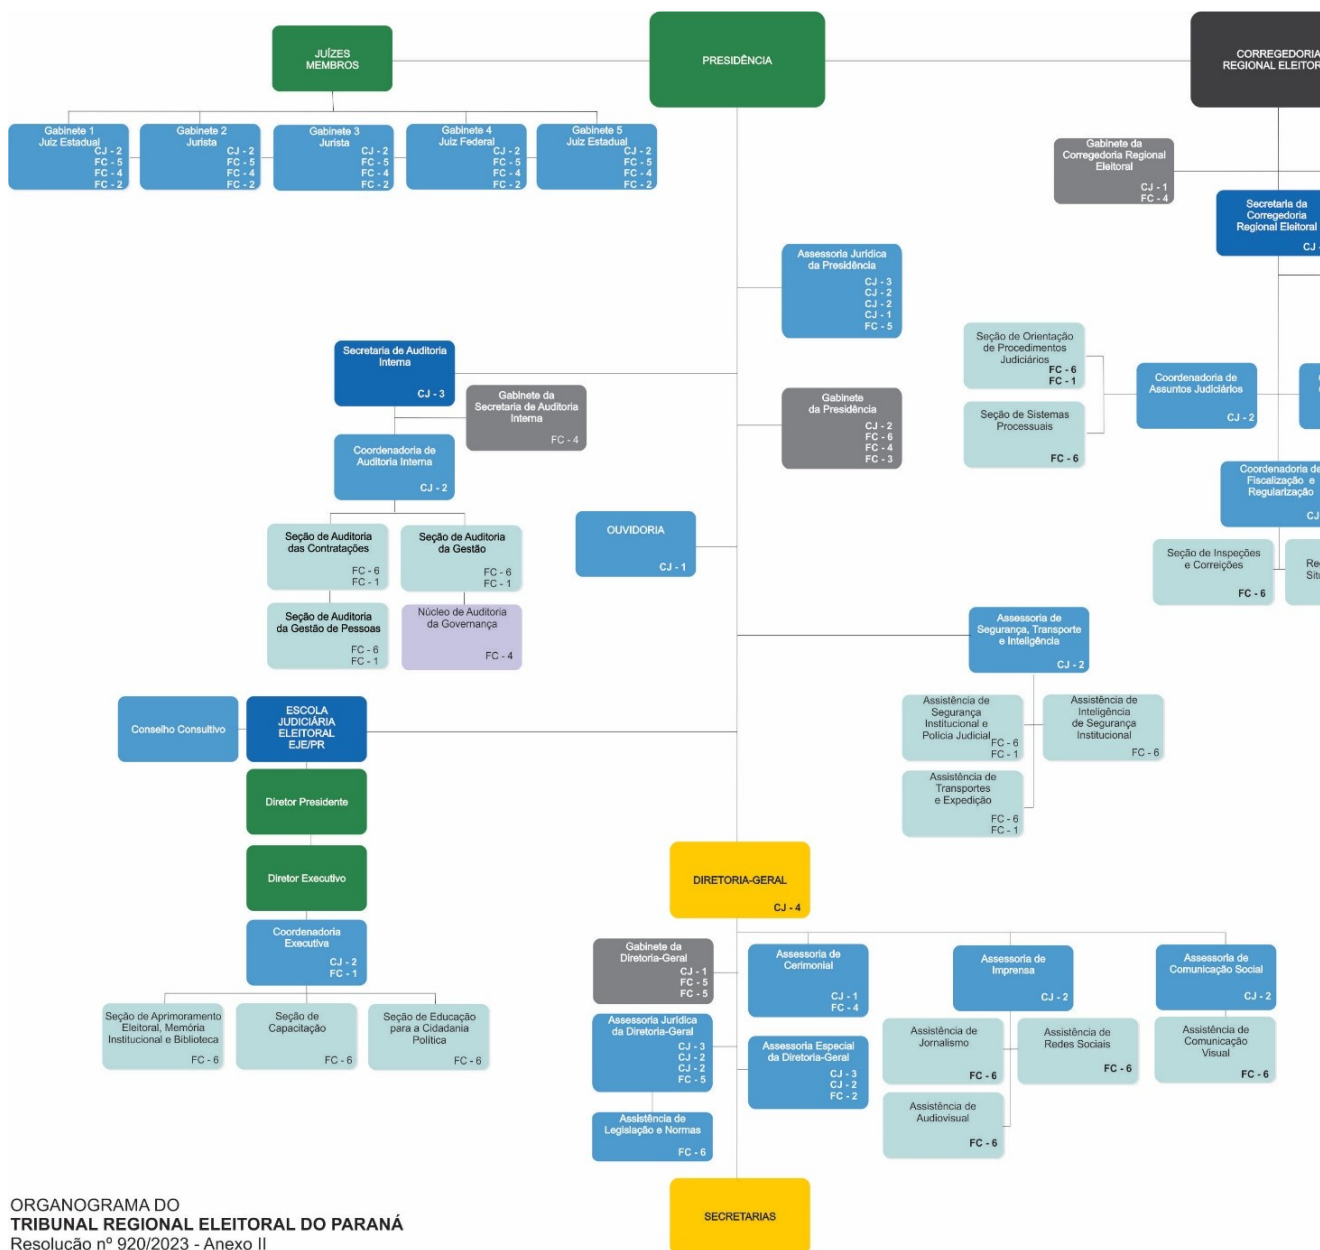 JUÍZES
MEMBROS
PRESIDÊNCIA
CORREGEDORIA
REGIONAL ELEITOR
Gabinete 1
Juiz Estadual
CJ - 2
FC - 5
FC - 4
FC - 2
Gabinete 2
Jurista
CJ - 2
FC - 5
FC - 4
FC - 2
Gabinete 3
Jurista
CJ - 2
FC - 5
FC - 4
FC - 2
Gabinete 4
Juiz Federal
CJ - 2
FC - 5
FC - 4
FC - 2
Gabinete 5
Juiz Estadual
CJ - 2
FC - 5
FC - 4
FC - 2
Gabinete da
Corregedoria Regional
Eleitoral
CJ - 1
FC - 4
Secretaria da
Corregedoria
Regional Eleitoral
CJ -
Assessoria Jurídica
da Presidência
CJ - 3
CJ - 2
CJ - 2
CJ - 1
FC - 5
Seção de Orientação
de Procedimentos
Judiciários
FC - 6
FC - 1
Seção de Sistemas
Processuais
FC - 6
Coordenadoria de
Assuntos Judiciários
CJ - 2
Secretaria de Auditoria
Interna
CJ - 3
Gabinete da
Secretaria de Auditoria
Interna
FC - 4
Gabinete
da Presidência
CJ - 2
FC - 6
FC - 4
FC - 3
Coordenadoria de
Auditoria Interna
CJ - 2
Coordenadoria de
Fiscalização e
Regularização
CJ
Seção de Auditoria
das Contratações
FC - 6
FC - 1
Seção de Auditoria
da Gestão
FC - 6
FC - 1
OUVIDORIA
CJ - 1
Seção de Inspeções
e Correições
FC - 6
Re
Sit
Seção de Auditoria
da Gestão de Pessoas
FC - 6
FC - 1
Núcleo de Auditoria
da Governança
FC - 4
Assessoria de
Segurança, Transporte
e Inteligência
CJ - 2
Conselho Consultivo
ESCOLA
JUDICIÁRIA
ELEITORAL
EJE/PR
Assistência de
Segurança
Institucional e
Polícia Judicial
FC - 6
FC - 1
Assistência de
Inteligência
de Segurança
Institucional
FC - 6
Diretor Presidente
Assistência de
Transportes
e Expedição
FC - 6
FC - 1
Diretor Executivo
DIRETORIA-GERAL
CJ - 4
Coordenadoria
Executiva
CJ - 2
FC - 1
Gabinete da
Diretoria-Geral
CJ - 1
FC - 5
FC - 5
Assessoria de
Cerimonial
CJ - 1
FC - 4
Assessoria de
Imprensa
CJ - 2
Assessoria de
Comunicação Social
CJ - 2
Seção de Aprimoramento
Eleitoral, Memória
Institucional e Biblioteca
FC - 6
Seção de
Capacitação
FC - 6
Seção de Educação
para a Cidadania
Política
FC - 6
Assessoria Jurídica
da Diretoria-Geral
CJ - 3
CJ - 2
CJ - 2
FC - 5
Assessoria Especial
da Diretoria-Geral
CJ - 3
CJ - 2
FC - 2
Assistência de
Jornalismo
FC - 6
Assistência de
Redes Sociais
FC - 6
Assistência de
Comunicação
Visual
FC - 6
Assistência de
Legislação e Normas
FC - 6
Assistência de
Audiovisual
FC - 6
SECRETARIAS
ORGANOGRAMA DO
TRIBUNAL REGIONAL ELEITORAL DO PARANÁ
Resolução nº 920/2023 - Anexo II